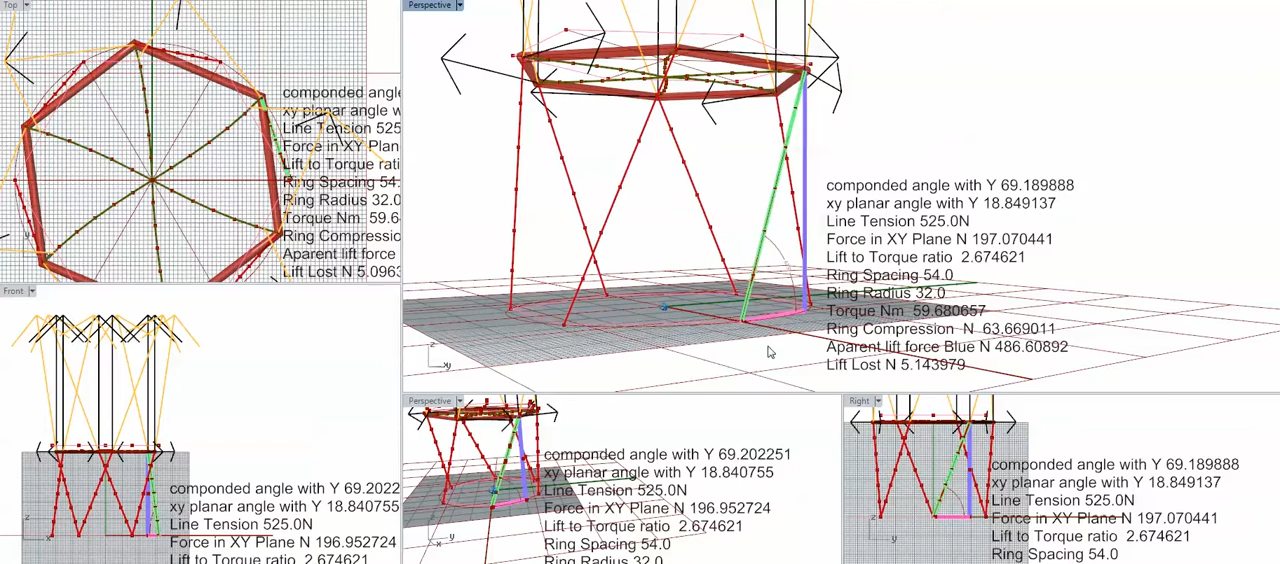 Top
componded angle
xy planar angle w
Line Tension 525
Force in XY Plane
Lift to Torque rati
Ring Spacing 54.
Ring Radius 32.0
Torque Nm 59.6
Ring Compressio
Aparent lift force
Lift Lost N 5.0963
y
Perspective
componded angle with Y 69.189888
xy planar angle with Y 18.849137
Line Tension 525.0N
Force in XY Plane N 197.070441
Lift to Torque ratio 2.674621
Ring Spacing 54.0
Ring Radius 32.0
Torque Nm 59.680657
Ring Compression N 63.669011
Aparent lift force Blue N 486.60892
Lift Lost N 5.143979
z
xy
Front
componded angle with Y 69.2022
xy planar angle with Y 18.840755
Line Tension 525.0N
Force in XY Plane N 196.952724
Lift to Torque ratio 2.674621
z
x
Perspective
componded angle with Y 69.202251
xy planar angle with Y 18.840755
Line Tension 525.0N
Force in XY Plane N 196.952724
Lift to Torque ratio 2.674621
Ring Spacing 54.0
Ring Radius 32.0
x
y
Right
componded angle with Y 69.189888
xy planar angle with Y 18.849137
Line Tension 525.0N
Force in XY Plane N 197.070441
Lift to Torque ratio 2.674621
Ring Spacing 54.0
z
y